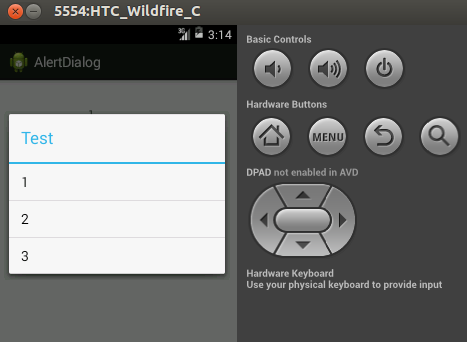 5554:HTC_Wildfire_C
3G 3:14
AlertDialog
Test
1
2
3
Basic Controls
Hardware Buttons
MENU
DPAD not enabled in AVD
Hardware Keyboard
Use your physical keyboard to provide input